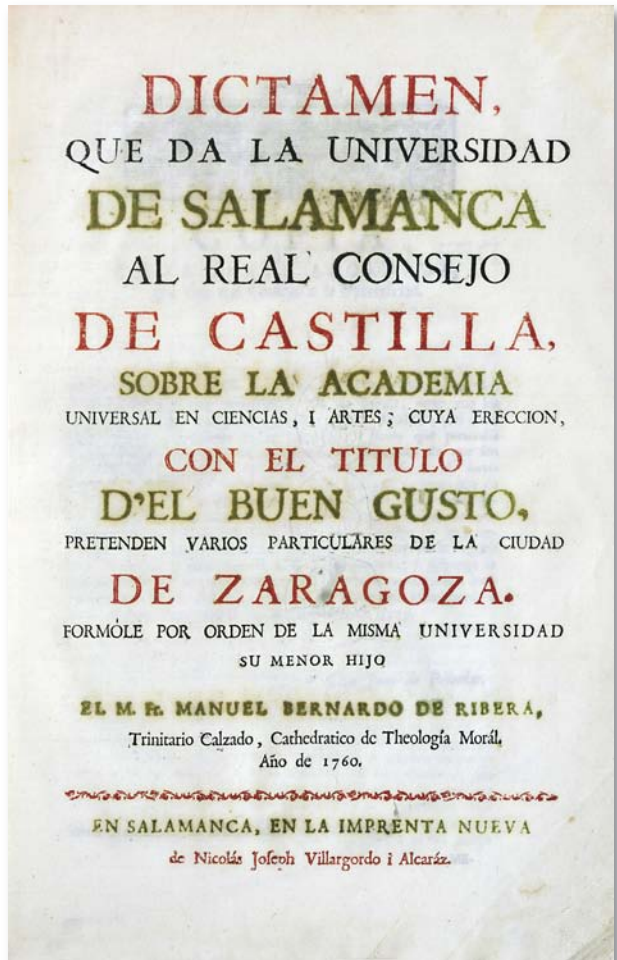 DICTAMEN,
QUE DA LA UNIVERSIDAD
DE SALAMANCA
AL REAL CONSEJO
DE CASTILLA,
SOBRE LA ACADEMIA
UNIVERSAL EN CIENCIAS, I ARTES; CUYA ERECCION,
CON EL TITULO
D'EL BUEN GUSTO,
PRETENDEN VARIOS PARTICULARES DE LA CIUDAD
DE ZARAGOZA.
FORMÓLE POR ORDEN DE LA MISMA UNIVERSIDAD
SU MENOR HIJO
EL M. Fr. MANUEL BERNARDO DE RIBERA,
Trinitario Calzado, Cathedratico de Theología Morál.
Año de 1760.
EN SALAMANCA, EN LA IMPRENTA NUEVA
de Nicolás Joseph Villargordo i Alcaráz.